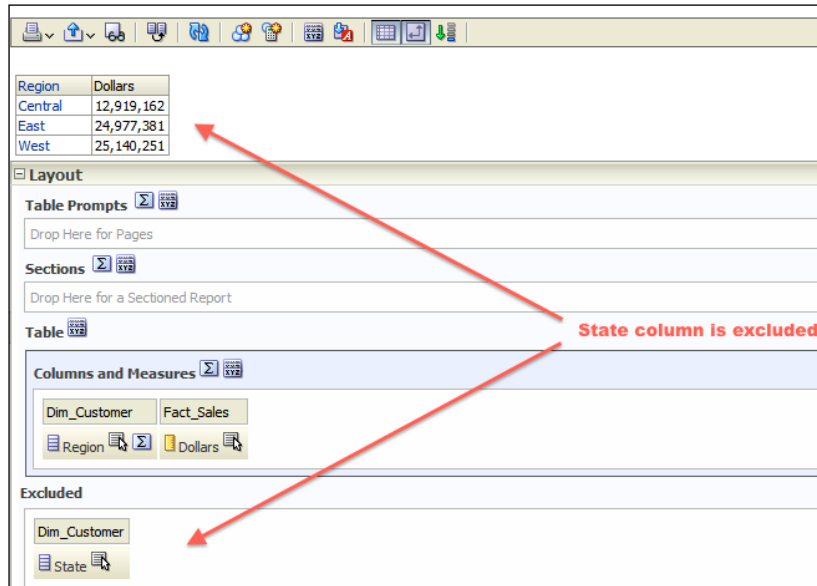 Region Dollars
Central 12,919,162
East 24,977,381
West 25,140,251
Layout
Table Prompts
Drop Here for Pages
Sections
Drop Here for a Sectioned Report
Table
State column is excluded
Columns and Measures
Dim_Customer Fact_Sales
Region Dollars
Excluded
Dim_Customer
State